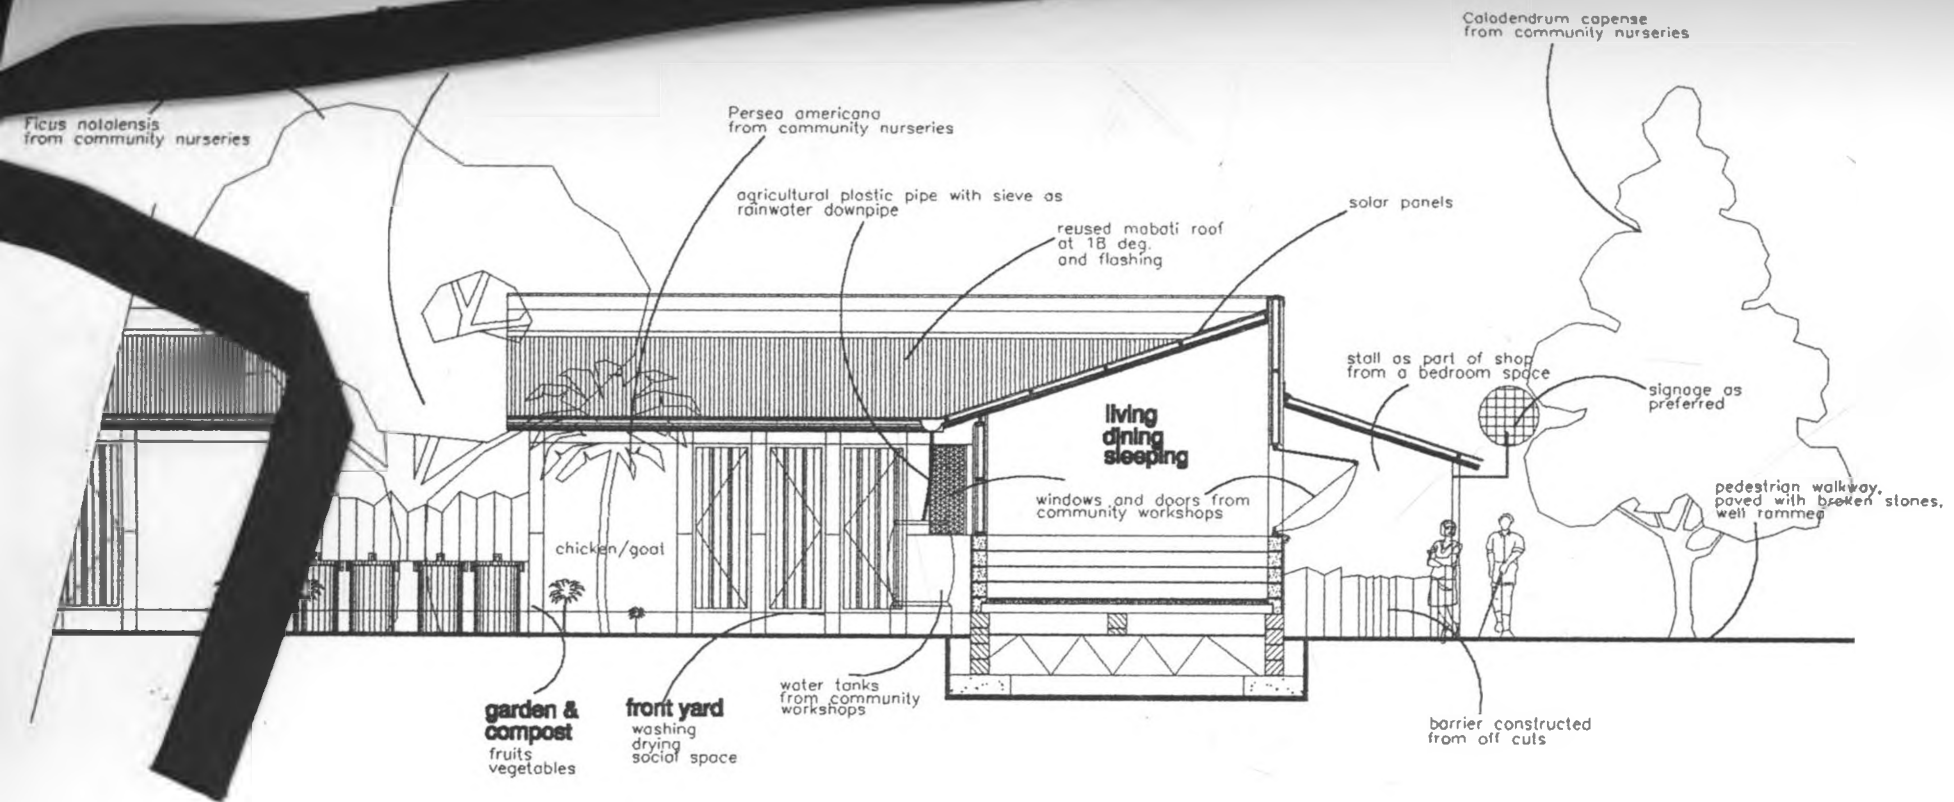 Calodendrum capense
from community nurseries
Ficus natalensis
from community nurseries
Persea americana
from community nurseries
agricultural plastic pipe with sieve as
rainwater downpipe
reused mabati roof
at 18 deg.
and flashing
solar panels
stall as part of shop
from a bedroom space
signage as
preferred
living
dining
sleeping
windows and doors from
community workshops
pedestrian walkway,
paved with broken stones,
well rammed
chicken/goat
garden &
compost
fruits
vegetables
front yard
washing
drying
social space
water tanks
from community
workshops
barrier constructed
from off cuts